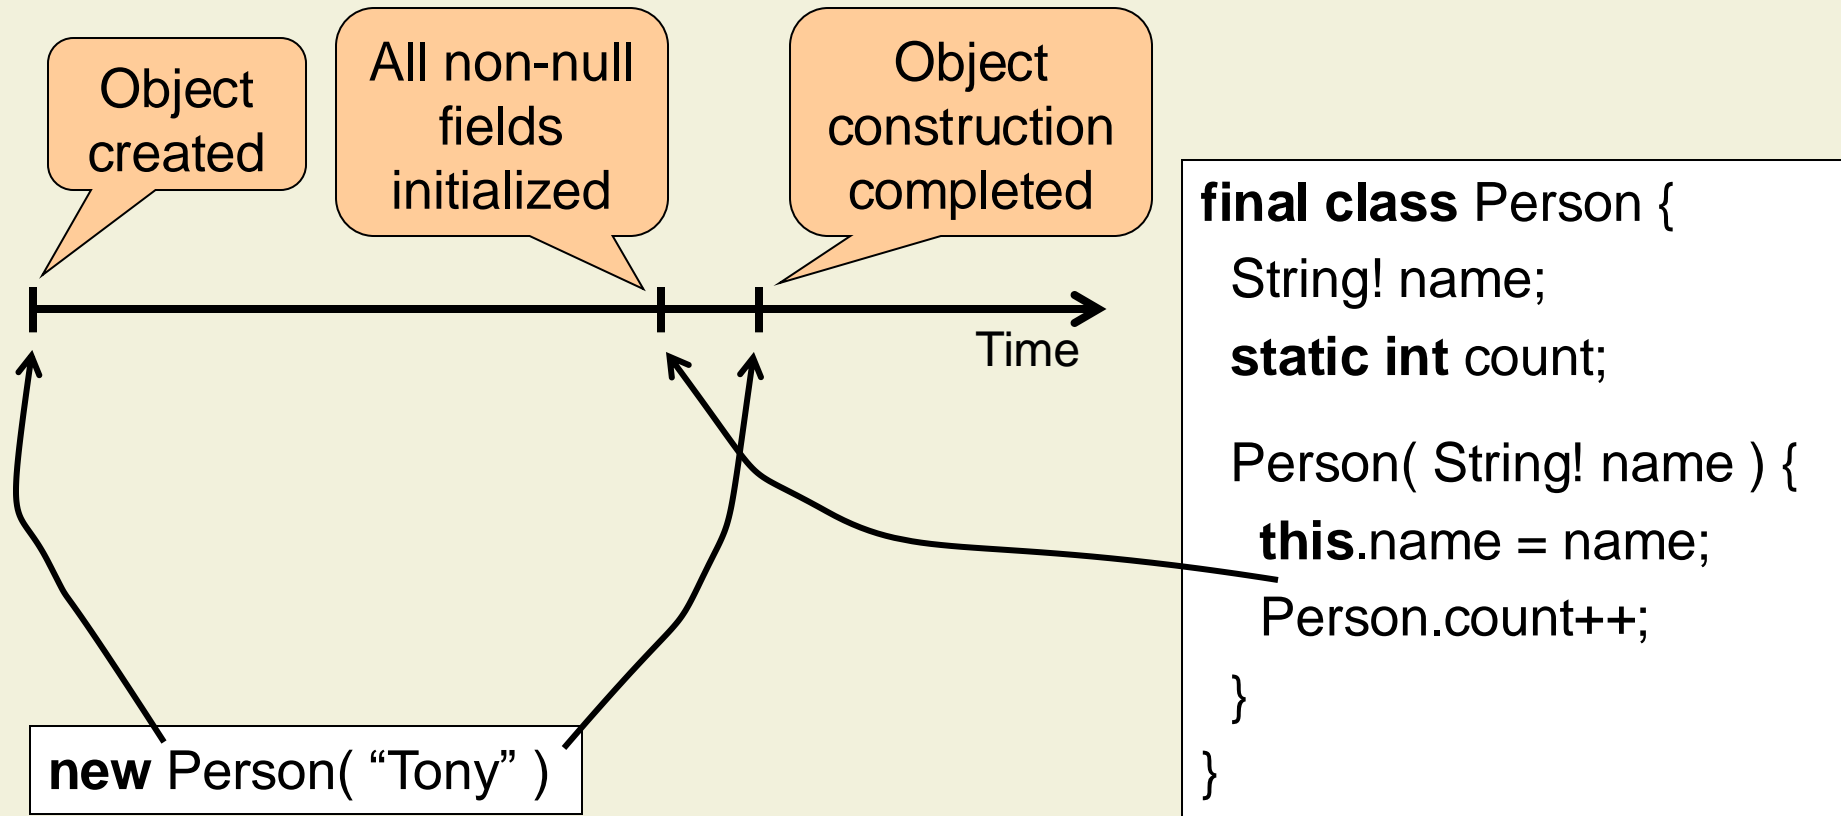 Object
created
All non-null
fields
initialized
Object
construction
completed
Time
final class Person {
String! name;
static int count;
Person( String! name ) {
this.name = name;
Person.count++;
}
}
new Person( “Tony” )